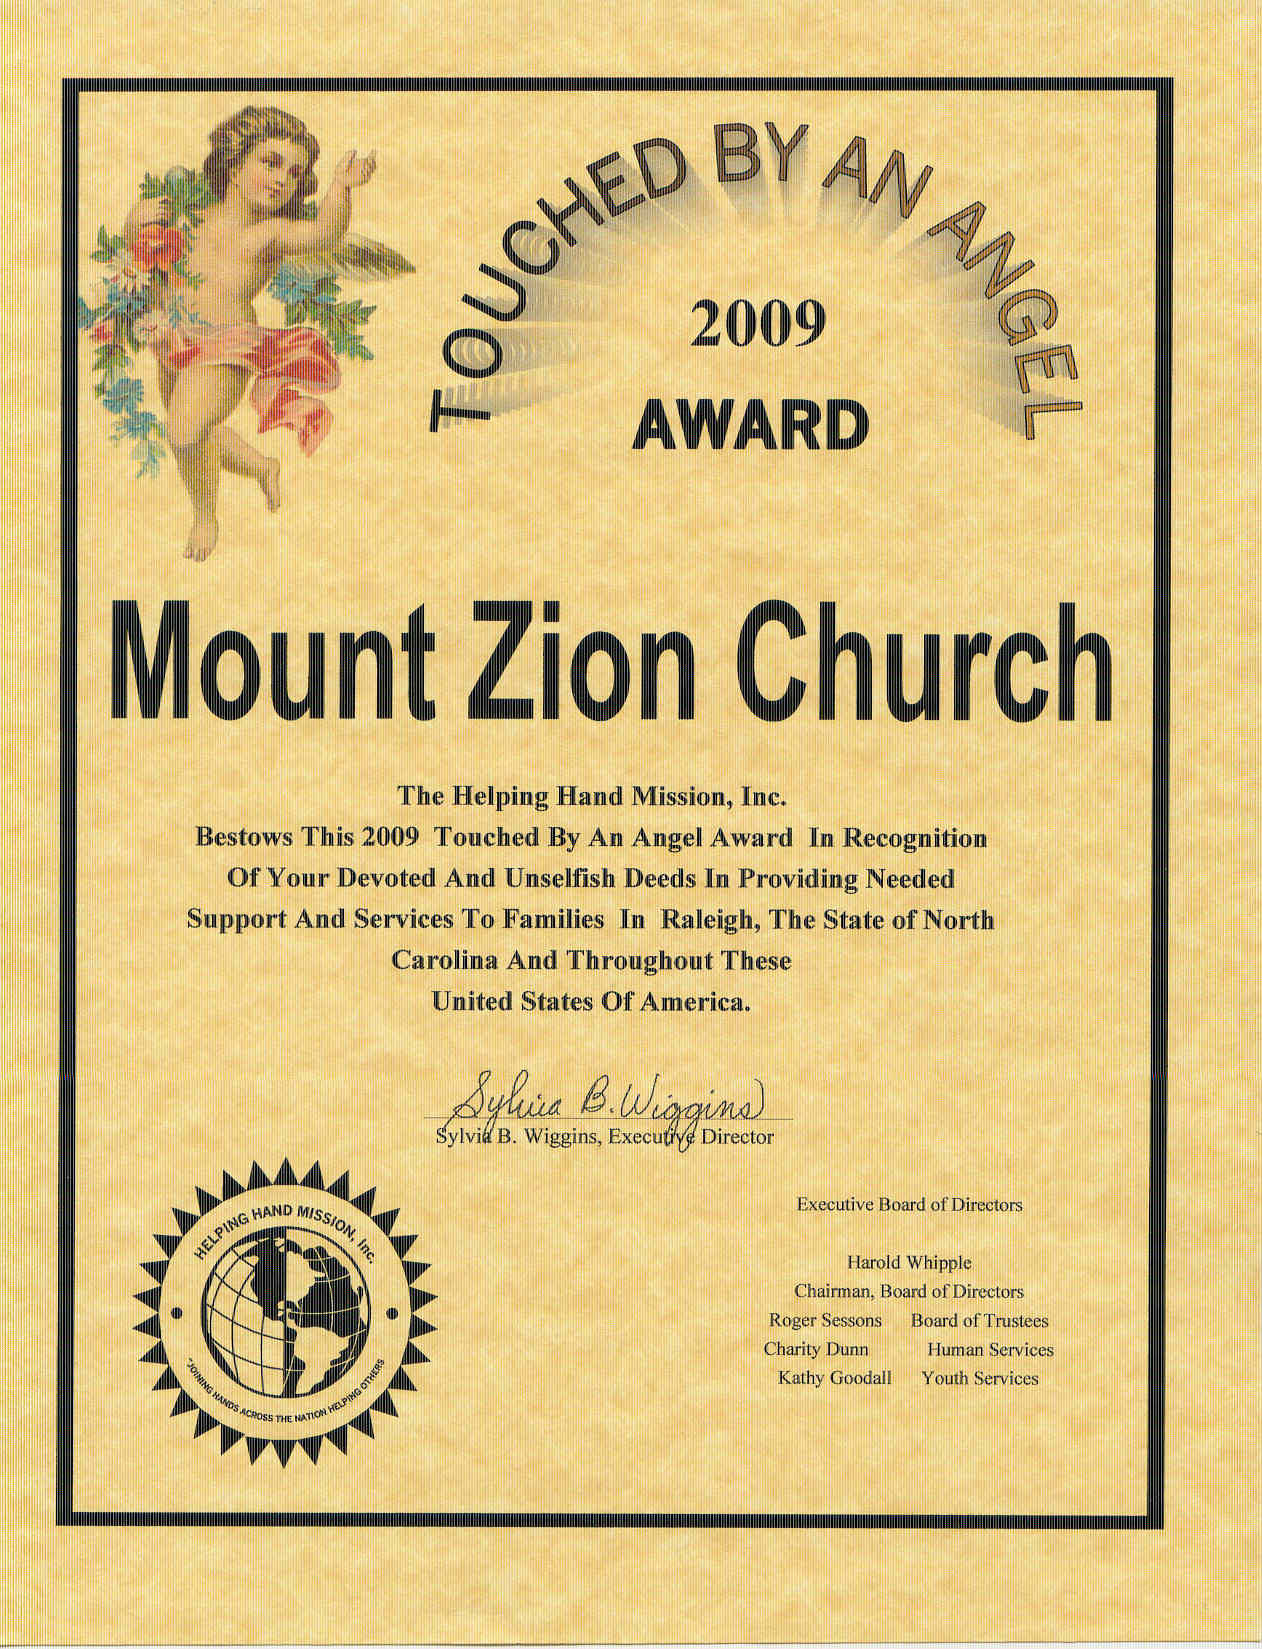 TOUCHED BY AN ANGEL
2009
AWARD
Mount Zion Church
The Helping Hand Mission, Inc.
Bestows This 2009 Touched By An Angel Award In Recognition
Of Your Devoted And Unselfish Deeds In Providing Needed
Support And Services To Families In Raleigh, The State of North
Carolina And Throughout These
United States Of America.
Sylvia B. Wiggins
Sylvia B. Wiggins, Executive Director
HELPING HAND MISSION, Inc.
"JOINING HANDS ACROSS THE NATION HELPING OTHERS
Executive Board of Directors
Harold Whipple
Chairman, Board of Directors
Roger Sessons Board of Trustees
Charity Dunn Human Services
Kathy Goodall Youth Services